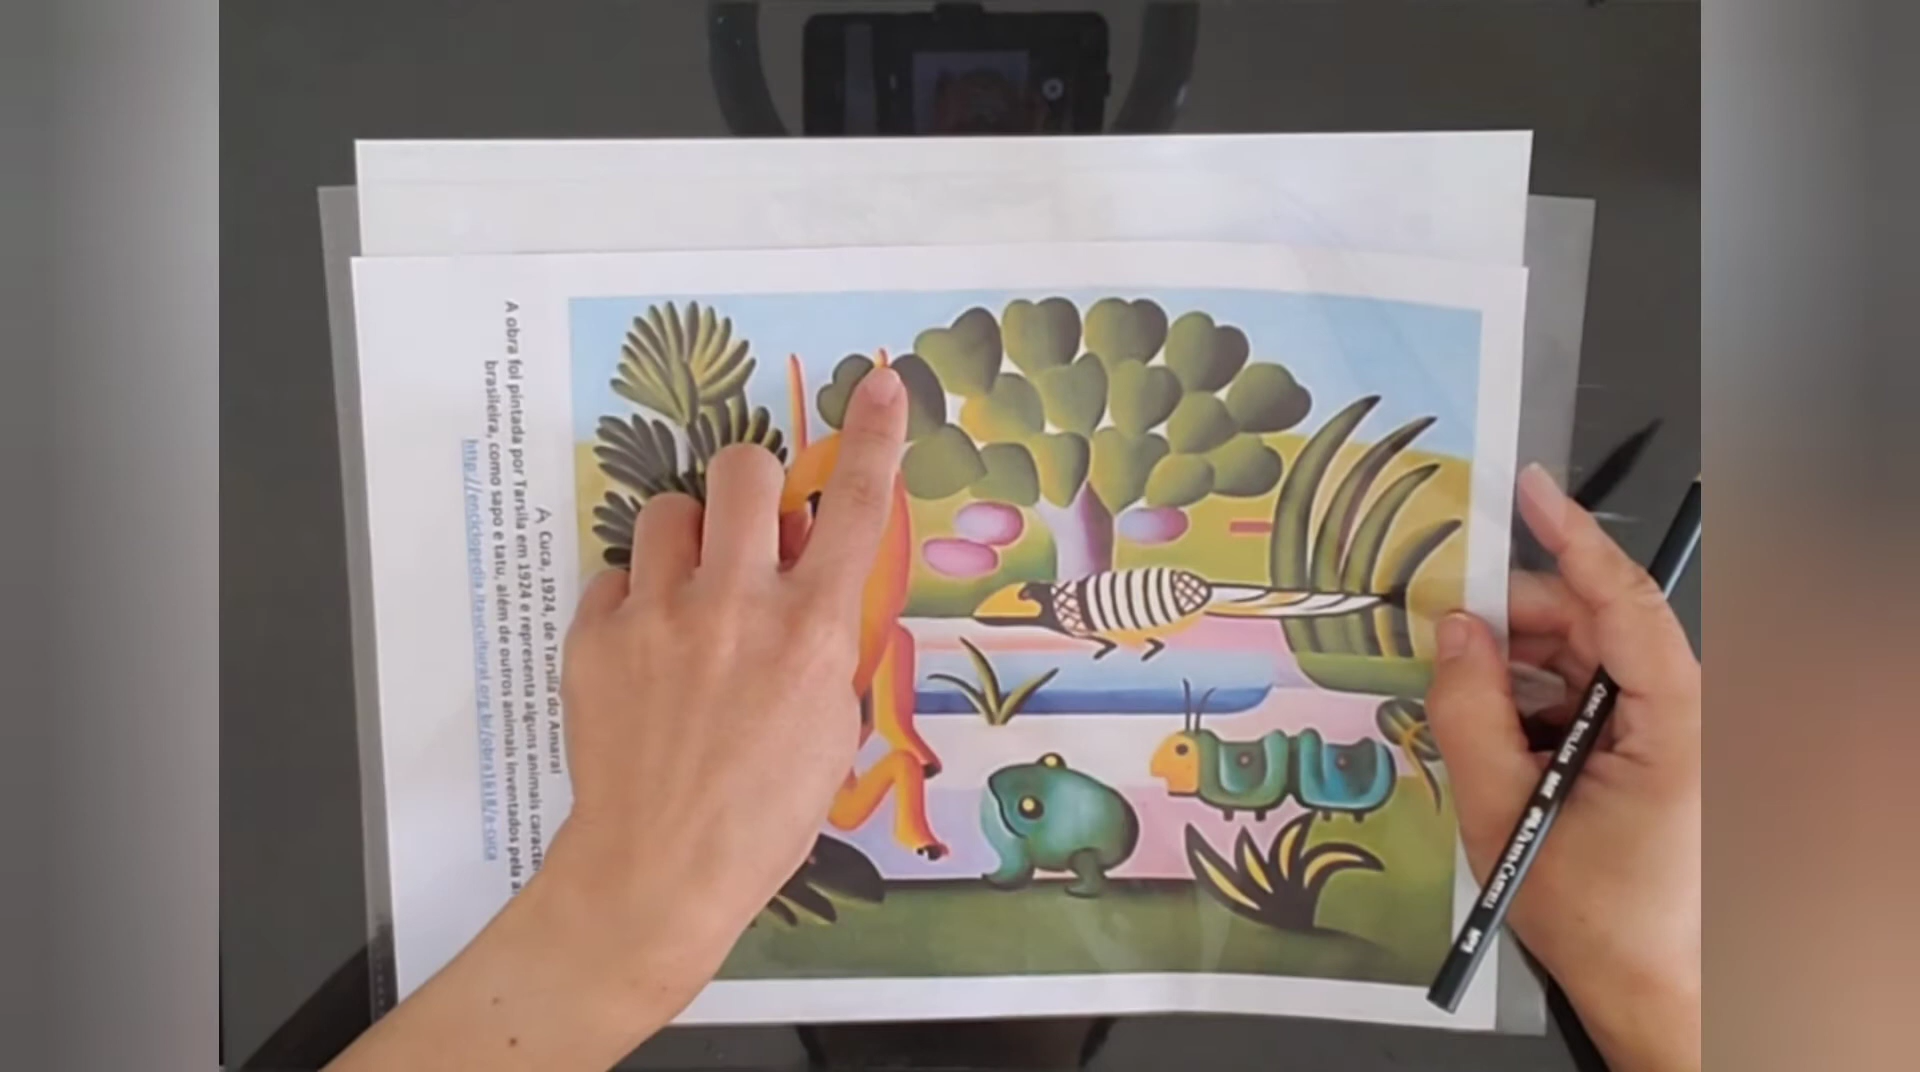 A Cuca, 1924, de Tarsila do Amaral
A obra foi pintada por Tarsila em 1924 e representa alguns animais caracte
brasileira, como sapo e tatu, além de outros animais inventados pela a
http://enciclopedia.itaucultural.org.br/obra1618/a-cuca